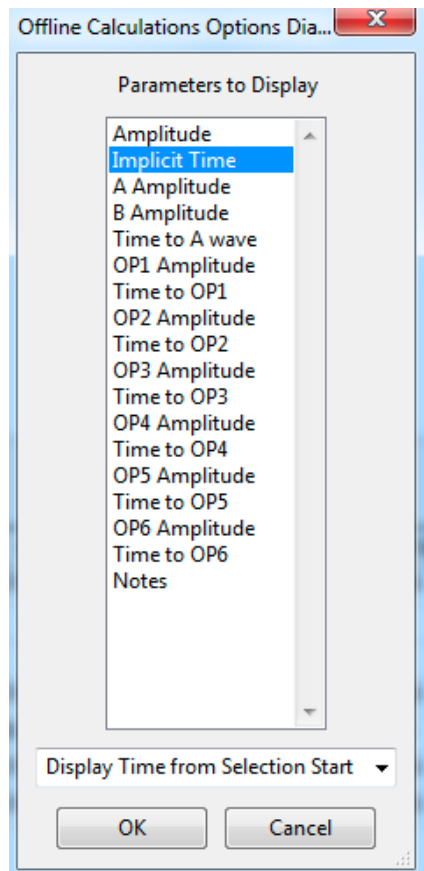 Offline Calculations Options Dia...
Parameters to Display
Amplitude
Implicit Time
A Amplitude
B Amplitude
Time to A wave
OP1 Amplitude
Time to OP1
OP2 Amplitude
Time to OP2
OP3 Amplitude
Time to OP3
OP4 Amplitude
Time to OP4
OP5 Amplitude
Time to OP5
OP6 Amplitude
Time to OP6
Notes
Display Time from Selection Start
OK Cancel